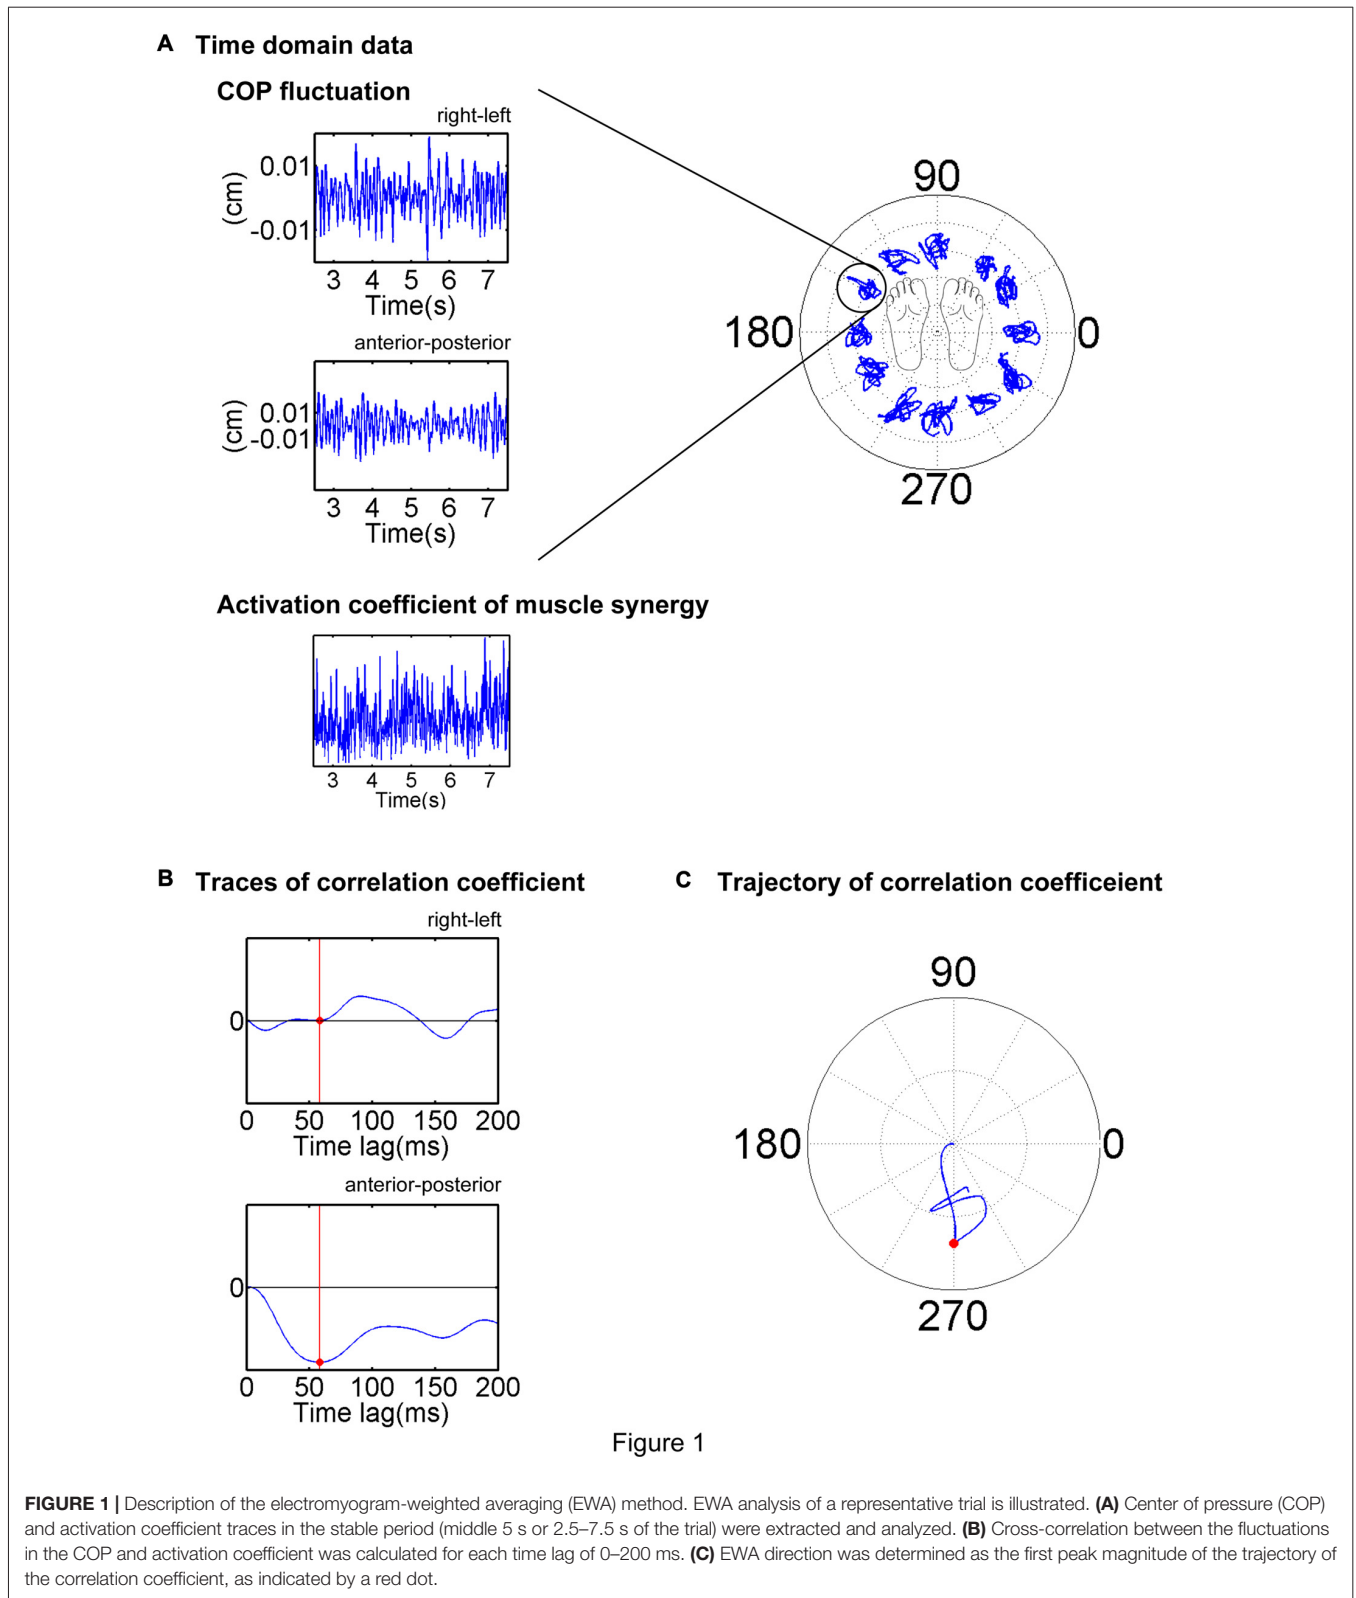 A Time domain data
COP fluctuation
right-left
0.01
-0.01
(cm)
3 4 5 6 7
Time(s)
anterior-posterior
0.01
-0.01
(cm)
3 4 5 6 7
Time(s)
90
180
0
270
Activation coefficient of muscle synergy
3 4 5 6 7
Time(s)
B Traces of correlation coefficient
right-left
0
0 50 100 150 200
Time lag(ms)
anterior-posterior
0
0 50 100 150 200
Time lag(ms)
C Trajectory of correlation coefficeient
90
180
0
270
Figure 1
FIGURE 1 | Description of the electromyogram-weighted averaging (EWA) method. EWA analysis of a representative trial is illustrated. (A) Center of pressure (COP)
and activation coefficient traces in the stable period (middle 5 s or 2.5–7.5 s of the trial) were extracted and analyzed. (B) Cross-correlation between the fluctuations
in the COP and activation coefficient was calculated for each time lag of 0–200 ms. (C) EWA direction was determined as the first peak magnitude of the trajectory of
the correlation coefficient, as indicated by a red dot.